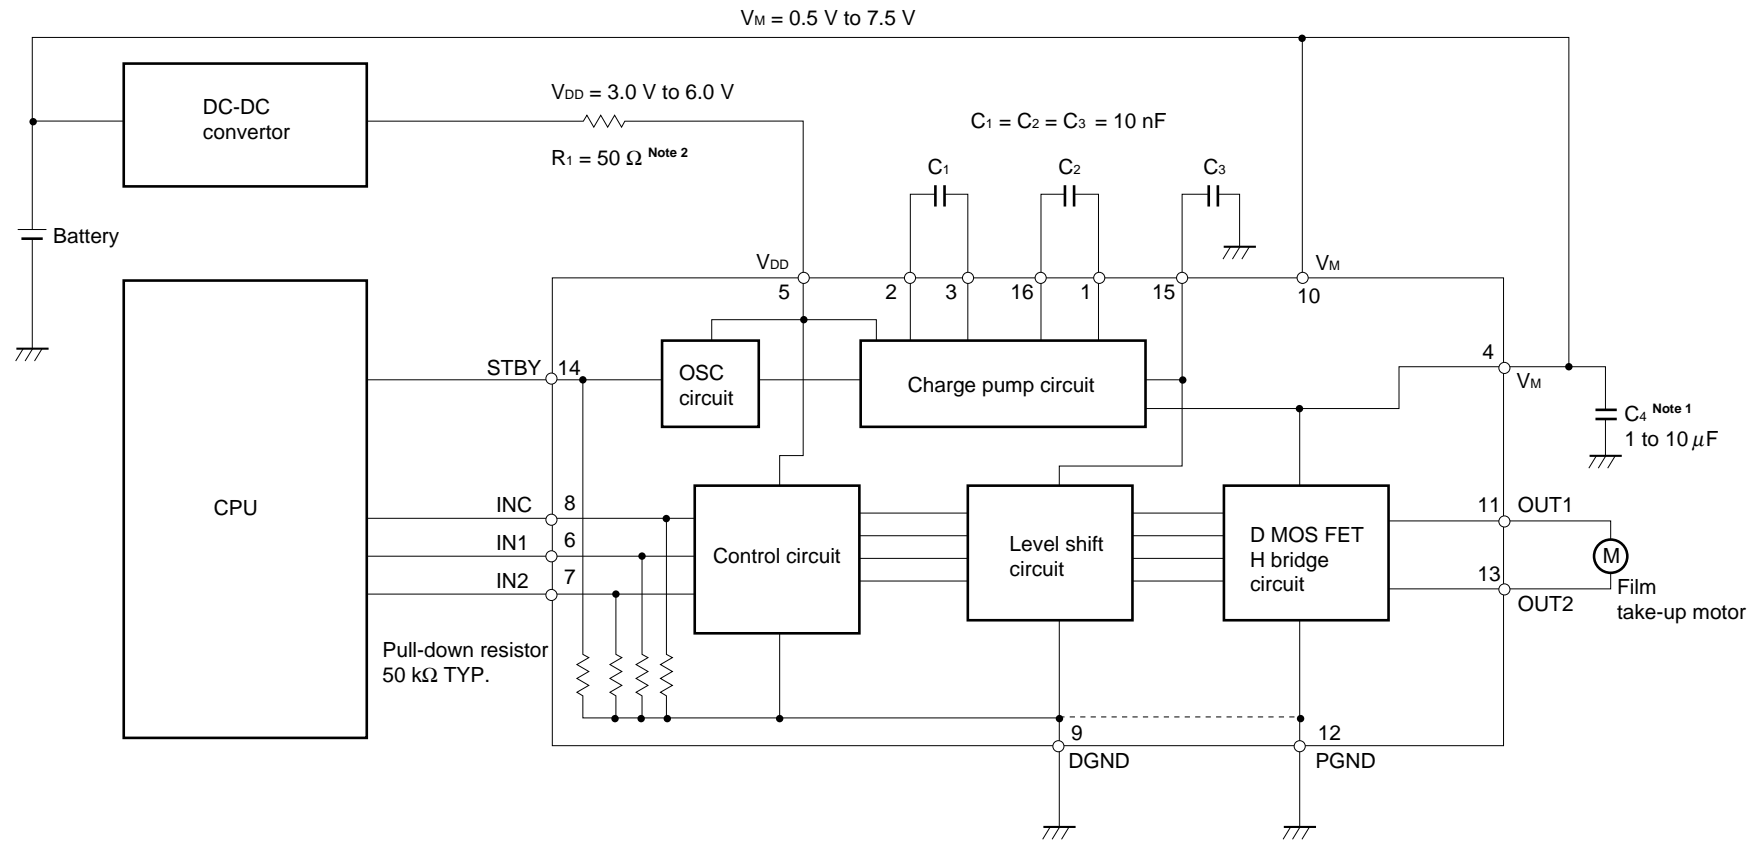 VM = 0.5 V to 7.5 V
DC-DC
convertor
VDD = 3.0 V to 6.0 V
R1 = 50 Ω Note 2
C1 = C2 = C3 = 10 nF
C1
C2
C3
Battery
VDD
5
2
3
16
1
15
VM
10
STBY
14
OSC
circuit
Charge pump circuit
4
VM
C4 Note 1
1 to 10 µF
CPU
INC
8
IN1
6
IN2
7
Control circuit
Level shift
circuit
D MOS FET
H bridge
circuit
11
OUT1
M
13
OUT2
Film
take-up motor
Pull-down resistor
50 kΩ TYP.
9
DGND
12
PGND